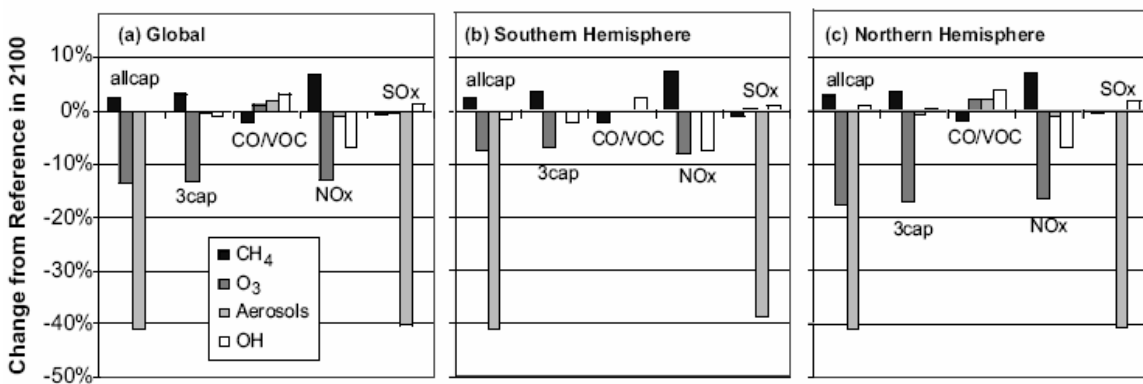 Change from Reference in 2100
10%
0%
-10%
-20%
-30%
-40%
-50%
(a) Global
allcap
3cap
CO/VOC
NOx
SOx
CH4
O3
Aerosols
OH
(b) Southern Hemisphere
allcap
3cap
CO/VOC
NOx
SOx
(c) Northern Hemisphere
allcap
3cap
CO/VOC
NOx
SOx